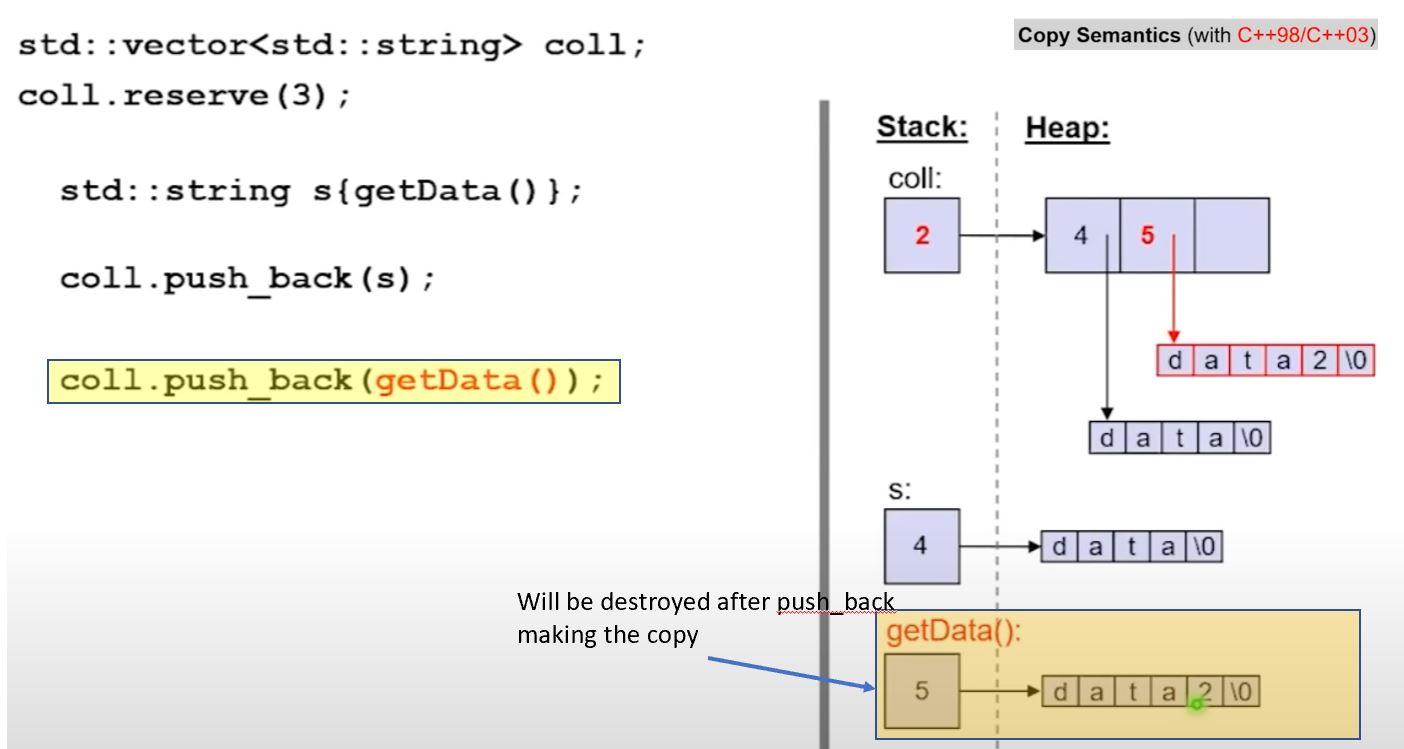 std::vector<std::string> coll;
coll.reserve(3);
std::string s{getData()};
coll.push_back(s);
coll.push_back(getData());
Copy Semantics (with C++98/C++03)
Stack:
Heap:
coll:
2
4
5
d a t a 2 \0
d a t a \0
s:
4
d a t a \0
Will be destroyed after push_back
making the copy
getData():
5
d a t a 2 \0